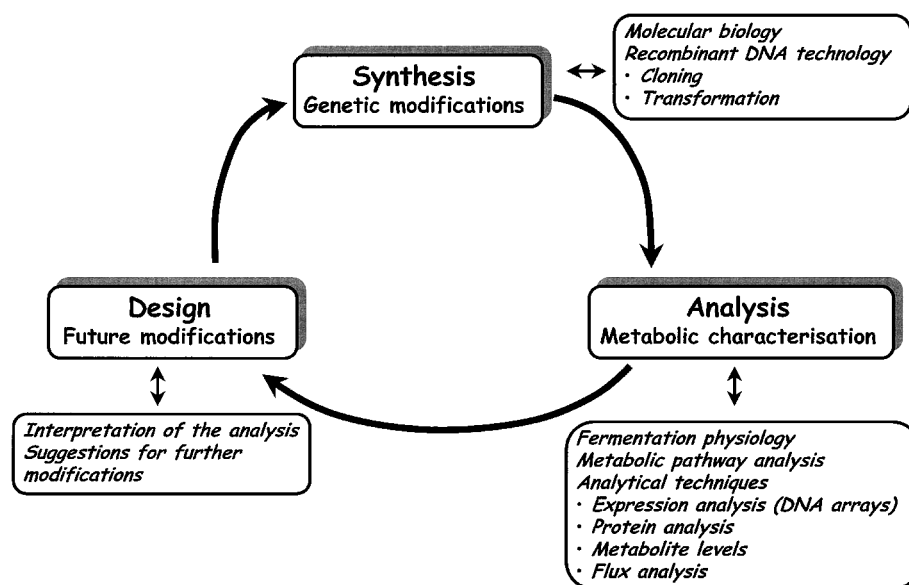 Synthesis
Genetic modifications
Molecular biology
Recombinant DNA technology
· Cloning
· Transformation
Design
Future modifications
Analysis
Metabolic characterisation
Interpretation of the analysis
Suggestions for further
modifications
Fermentation physiology
Metabolic pathway analysis
Analytical techniques
· Expression analysis (DNA arrays)
· Protein analysis
· Metabolite levels
· Flux analysis